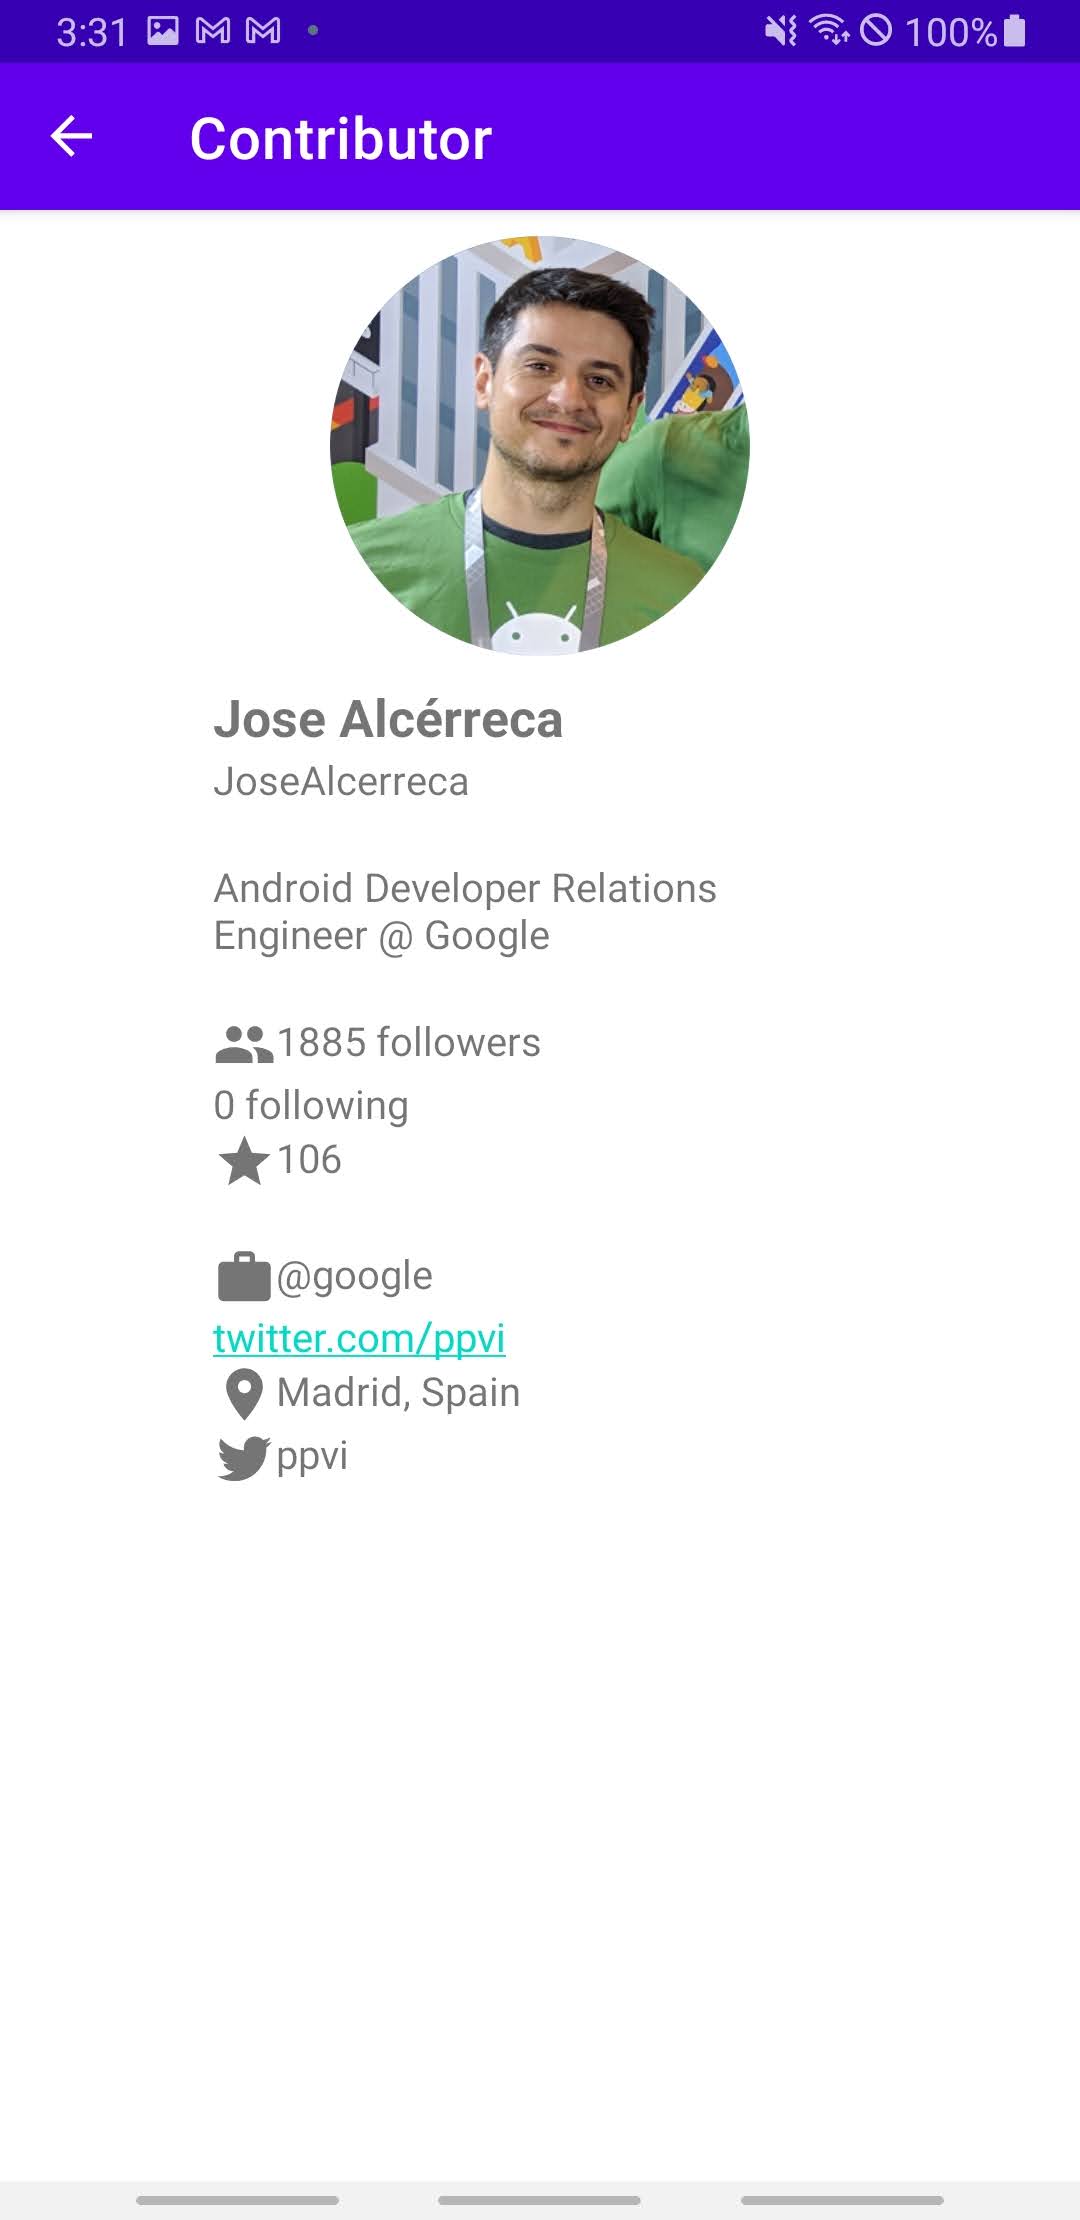 3:31 100%
Contributor
Jose Alcérreca
JoseAlcerreca
Android Developer Relations
Engineer @ Google
1885 followers
0 following
106
@google
twitter.com/ppvi
Madrid, Spain
ppvi